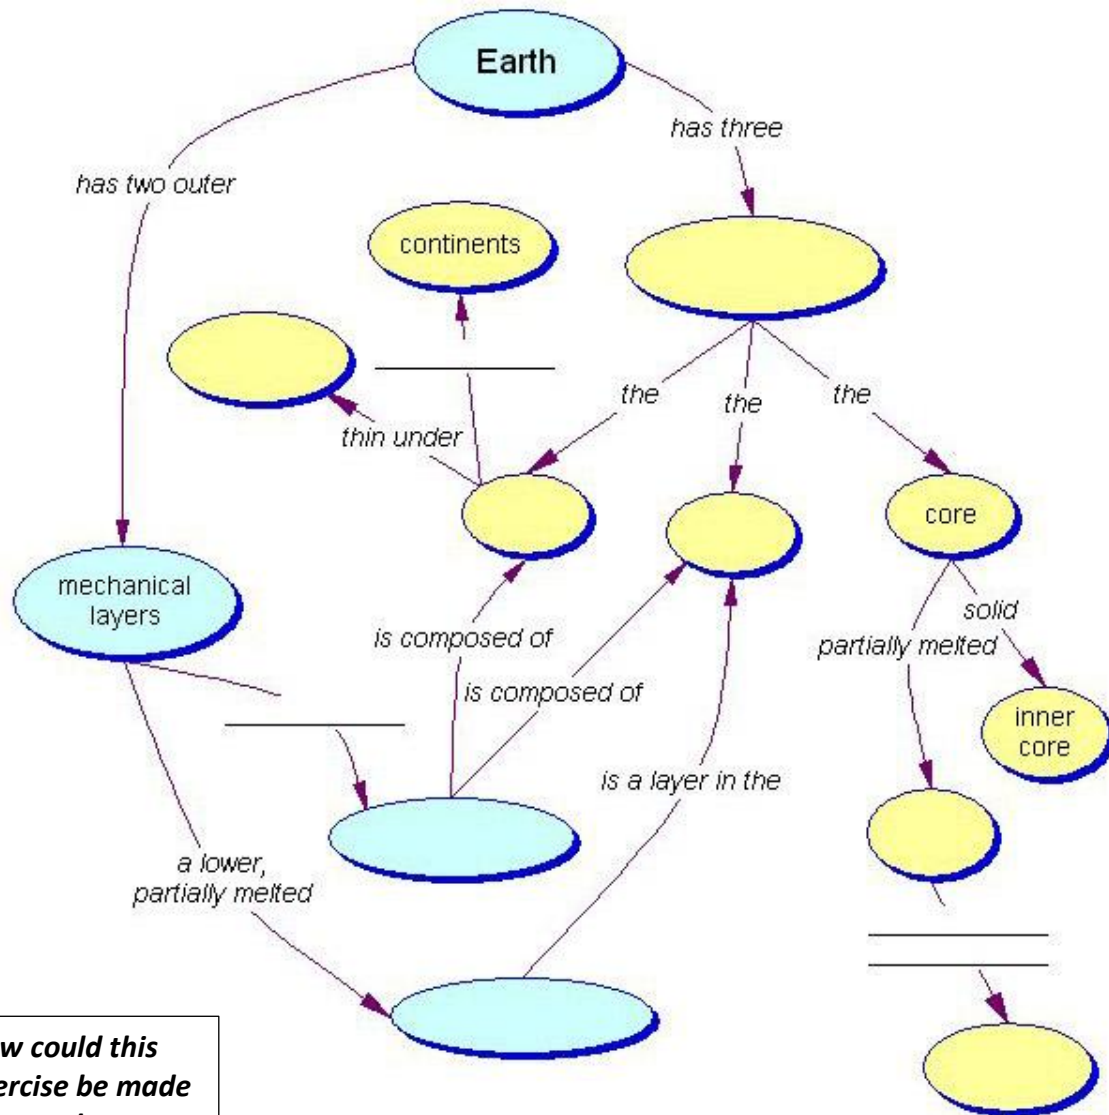 Earth
has three
has two outer
continents
the
the
the
thin under
core
mechanical
layers
solid
partially melted
is composed of
is composed of
inner
core
is a layer in the
a lower,
partially melted
could this
be made